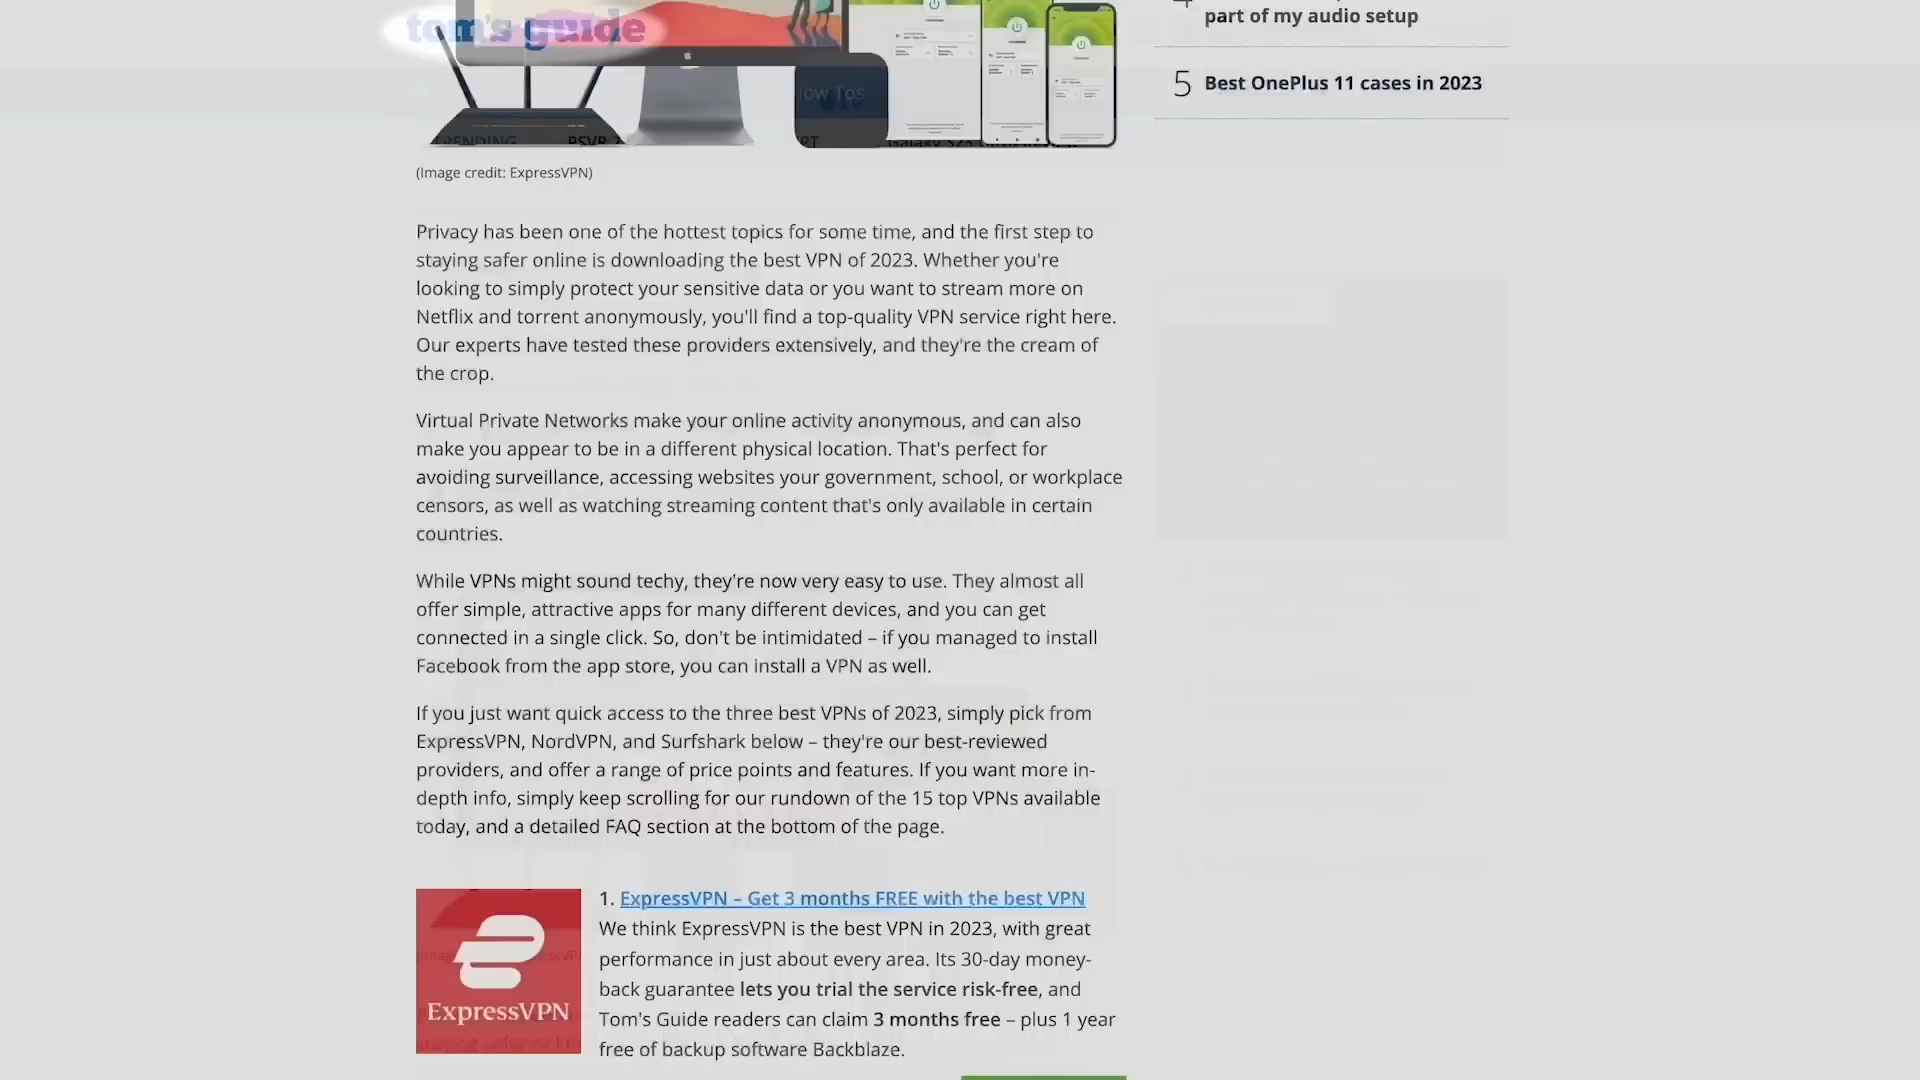 tom's guide
part of my audio setup
5 Best OnePlus 11 cases in 2023
How Tos
TRENDING
(Image credit: ExpressVPN)
Privacy has been one of the hottest topics for some time, and the first step to
staying safer online is downloading the best VPN of 2023. Whether you're
looking to simply protect your sensitive data or you want to stream more on
Netflix and torrent anonymously, you'll find a top-quality VPN service right here.
Our experts have tested these providers extensively, and they're the cream of
the crop.
Virtual Private Networks make your online activity anonymous, and can also
make you appear to be in a different physical location. That's perfect for
avoiding surveillance, accessing websites your government, school, or workplace
censors, as well as watching streaming content that's only available in certain
countries.
While VPNs might sound techy, they're now very easy to use. They almost all
offer simple, attractive apps for many different devices, and you can get
connected in a single click. So, don't be intimidated – if you managed to install
Facebook from the app store, you can install a VPN as well.
If you just want quick access to the three best VPNs of 2023, simply pick from
ExpressVPN, NordVPN, and Surfshark below – they're our best-reviewed
providers, and offer a range of price points and features. If you want more in-
depth info, simply keep scrolling for our rundown of the 15 top VPNs available
today, and a detailed FAQ section at the bottom of the page.
1. ExpressVPN – Get 3 months FREE with the best VPN
We think ExpressVPN is the best VPN in 2023, with great
performance in just about every area. Its 30-day money-
back guarantee lets you trial the service risk-free, and
Tom's Guide readers can claim 3 months free – plus 1 year
free of backup software Backblaze.
ExpressVPN